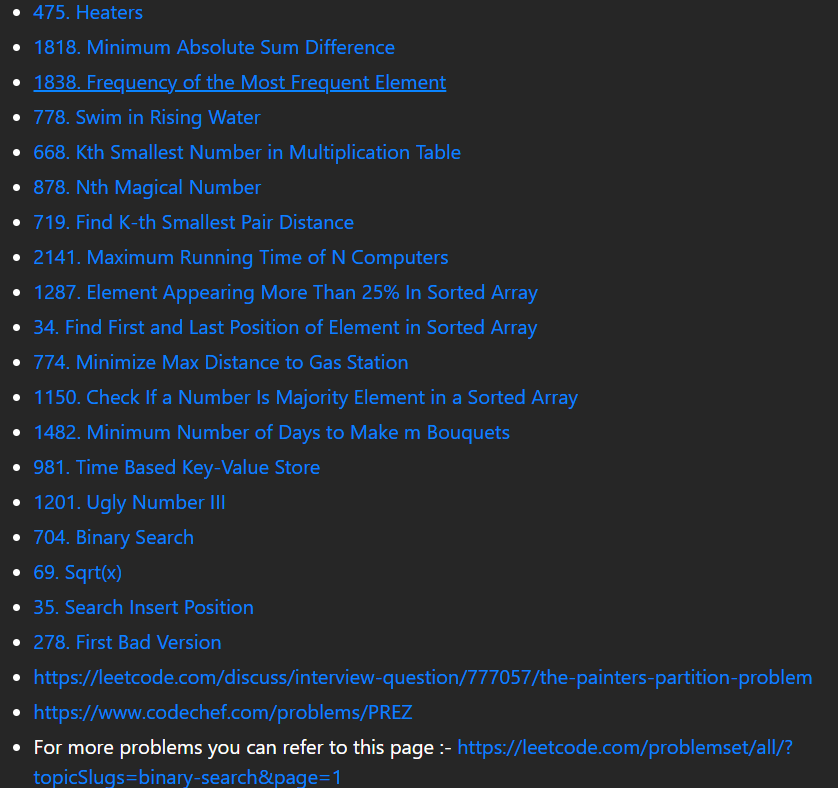 475. Heaters
1818. Minimum Absolute Sum Difference
1838. Frequency of the Most Frequent Element
778. Swim in Rising Water
668. Kth Smallest Number in Multiplication Table
878. Nth Magical Number
719. Find K-th Smallest Pair Distance
2141. Maximum Running Time of N Computers
1287. Element Appearing More Than 25% In Sorted Array
34. Find First and Last Position of Element in Sorted Array
774. Minimize Max Distance to Gas Station
1150. Check If a Number Is Majority Element in a Sorted Array
1482. Minimum Number of Days to Make m Bouquets
981. Time Based Key-Value Store
1201. Ugly Number III
704. Binary Search
69. Sqrt(x)
35. Search Insert Position
278. First Bad Version
https://leetcode.com/discuss/interview-question/777057/the-painters-partition-problem
https://www.codechef.com/problems/PREZ
For more problems you can refer to this page :- https://leetcode.com/problemset/all/?
topicSlugs=binary-search&page=1